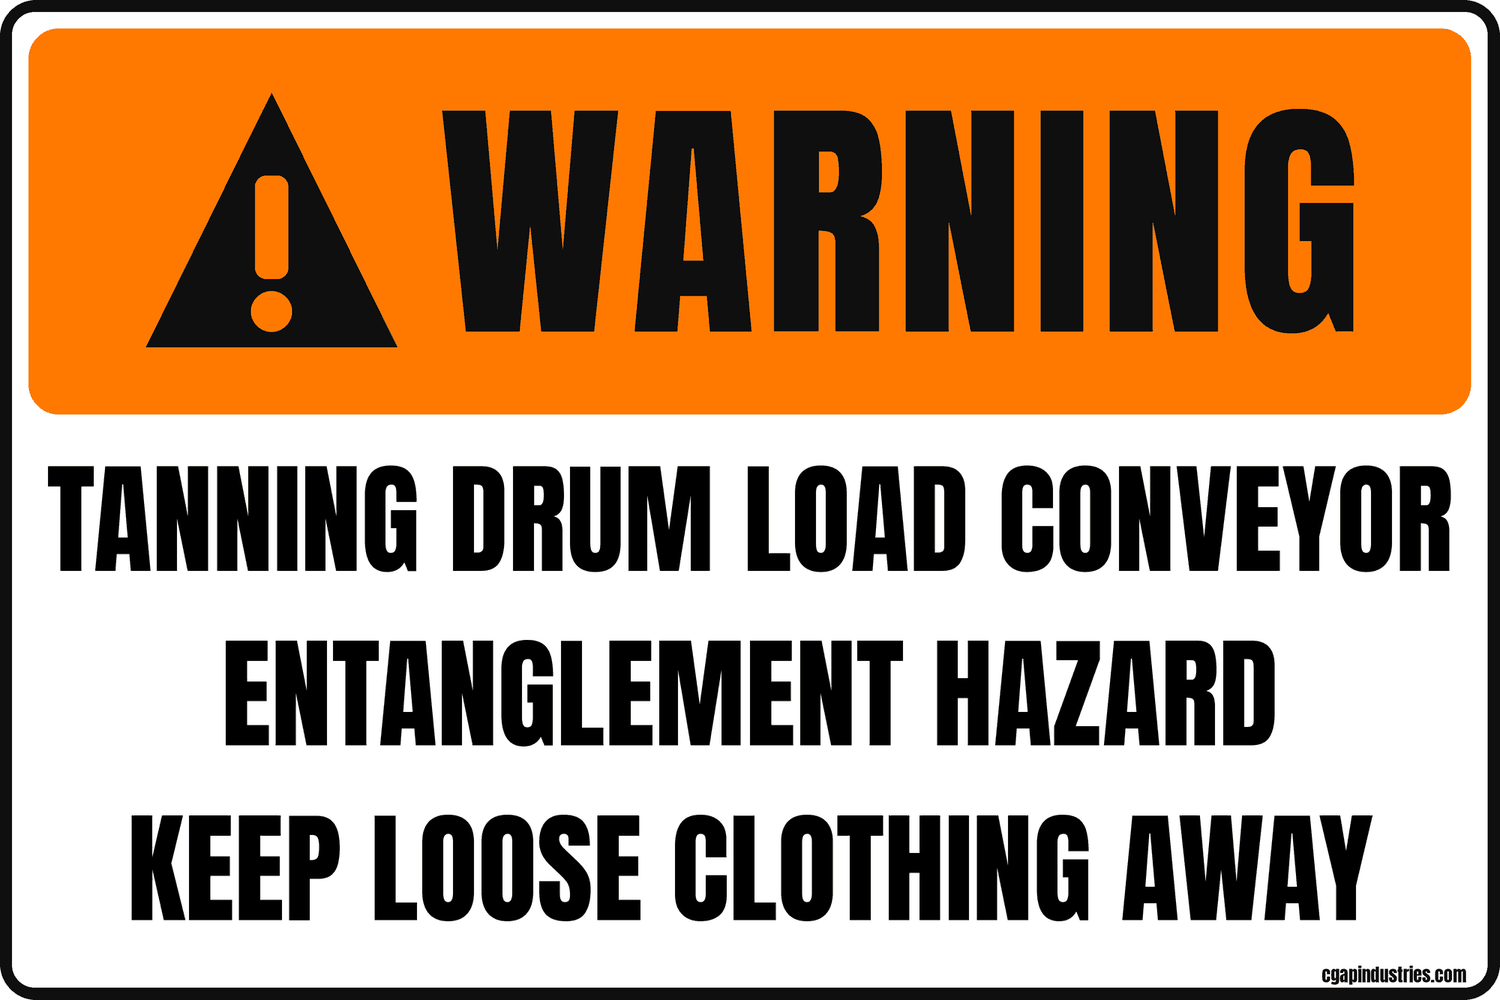 WARNING
TANNING DRUM LOAD CONVEYOR
ENTANGLEMENT HAZARD
KEEP LOOSE CLOTHING AWAY
cgapindustries.com